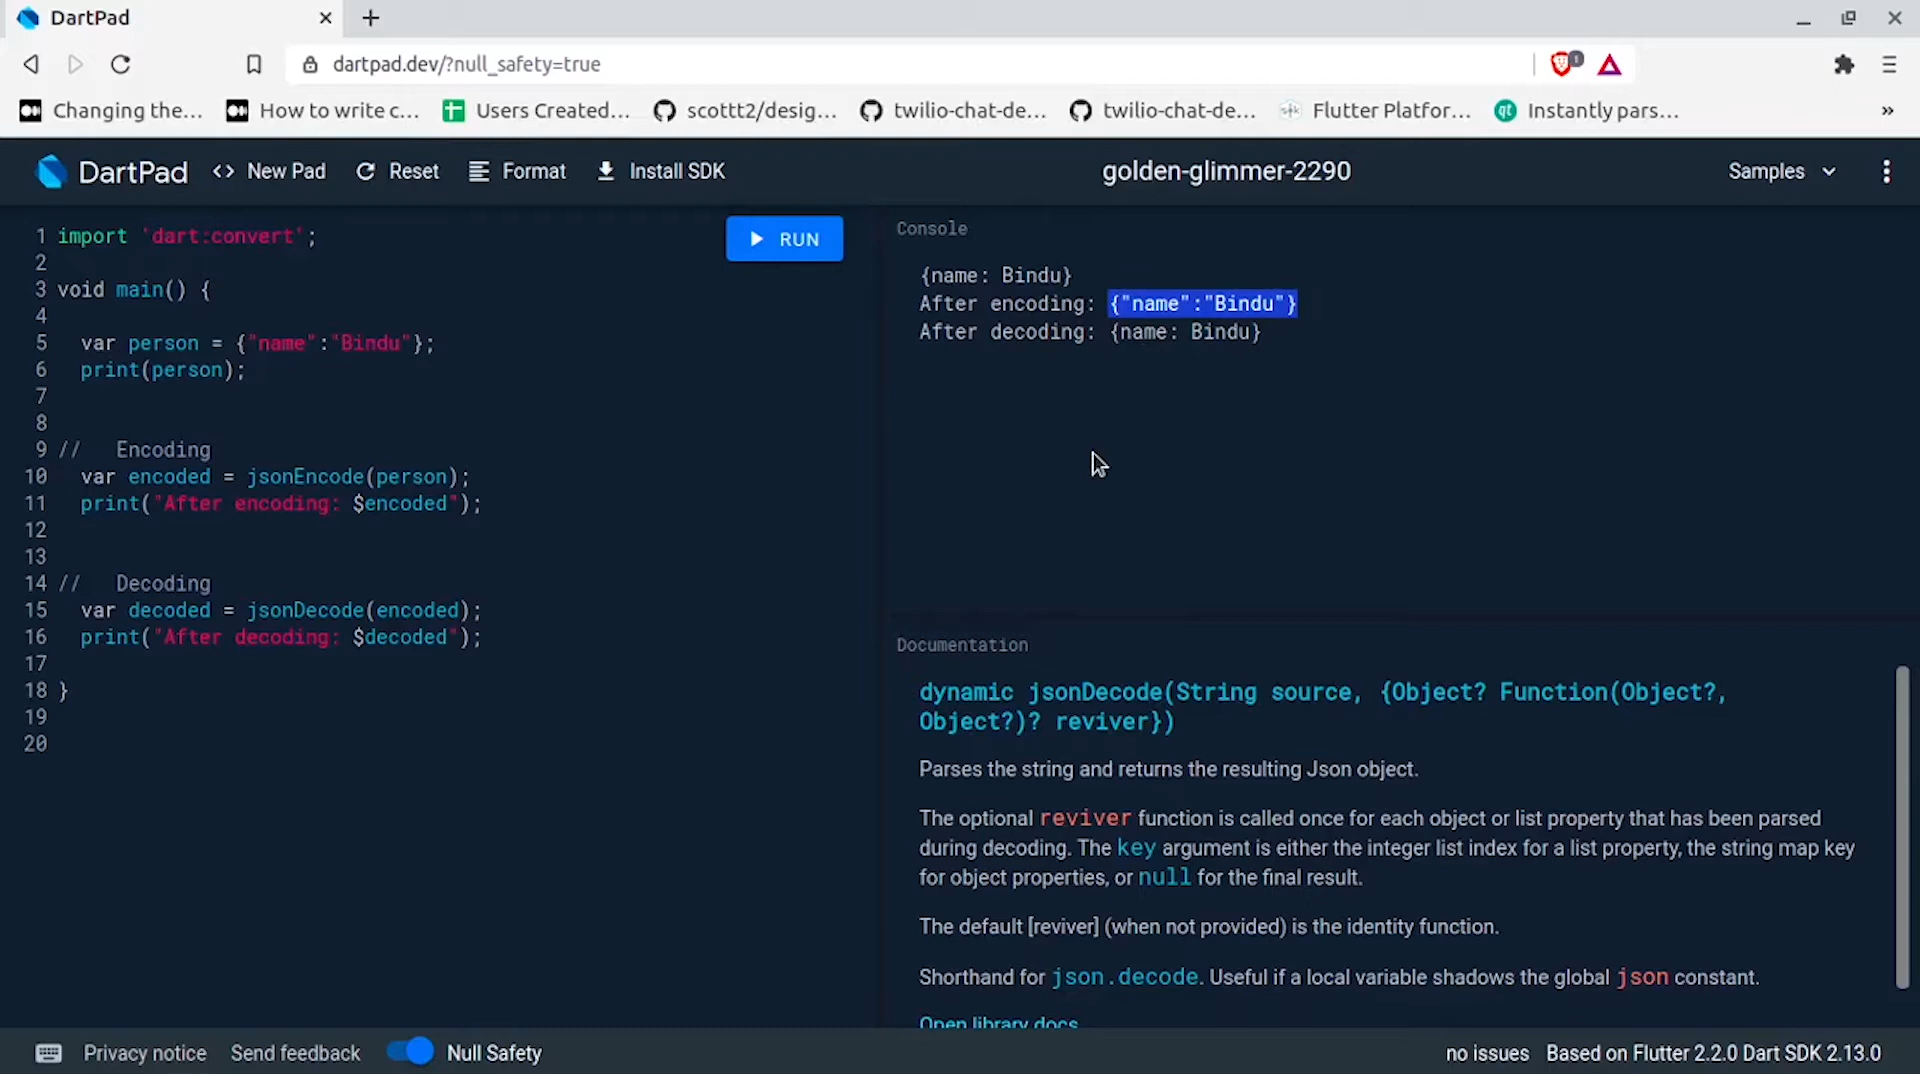 DartPad
dartpad.dev/?null_safety=true
1
Changing the...
How to write c...
Users Created...
scottt2/desig...
twilio-chat-de...
twilio-chat-de...
Flutter Platfor...
Instantly pars...
»
DartPad
<> New Pad
Reset
Format
Install SDK
golden-glimmer-2290
Samples
1 import 'dart:convert';
2
3 void main() {
4
5   var person = {"name":"Bindu"};
6   print(person);
7
8
9 //   Encoding
10   var encoded = jsonEncode(person);
11   print("After encoding: $encoded");
12
13
14 //   Decoding
15   var decoded = jsonDecode(encoded);
16   print("After decoding: $decoded");
17
18 }
19
20
RUN
Console
{name: Bindu}
After encoding: {"name":"Bindu"}
After decoding: {name: Bindu}
Documentation
dynamic jsonDecode(String source, {Object? Function(Object?,
Object?)? reviver})
Parses the string and returns the resulting Json object.
The optional reviver function is called once for each object or list property that has been parsed
during decoding. The key argument is either the integer list index for a list property, the string map key
for object properties, or null for the final result.
The default [reviver] (when not provided) is the identity function.
Shorthand for json.decode. Useful if a local variable shadows the global json constant.
Open library docs
Privacy notice
Send feedback
Null Safety
no issues
Based on Flutter 2.2.0 Dart SDK 2.13.0